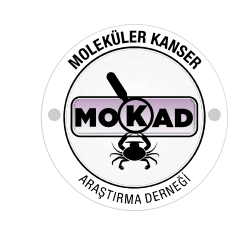 MOLEKÜLER KANSER
MOKAD
ARAŞTIRMA DERNEĞİ